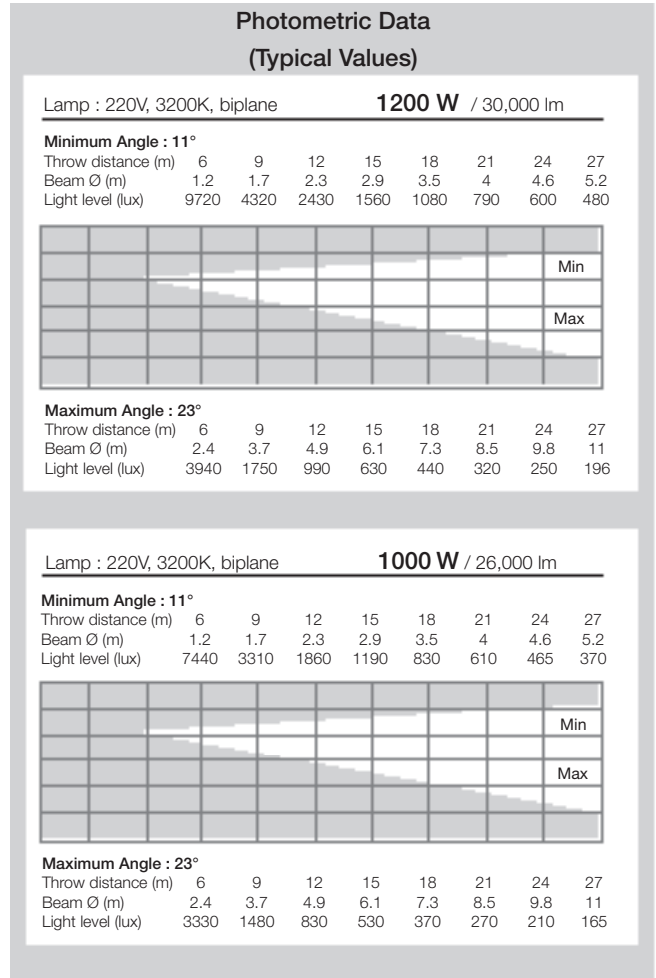 Photometric Data
(Typical Values)
Lamp : 220V, 3200K, biplane 1200 W / 30,000 lm
Minimum Angle : 11°
Throw distance (m) 6 9 12 15 18 21 24 27
Beam Ø (m) 1.2 1.7 2.3 2.9 3.5 4 4.6 5.2
Light level (lux) 9720 4320 2430 1560 1080 790 600 480
Min
Max
Maximum Angle : 23°
Throw distance (m) 6 9 12 15 18 21 24 27
Beam Ø (m) 2.4 3.7 4.9 6.1 7.3 8.5 9.8 11
Light level (lux) 3940 1750 990 630 440 320 250 196
Lamp : 220V, 3200K, biplane 1000 W / 26,000 lm
Minimum Angle : 11°
Throw distance (m) 6 9 12 15 18 21 24 27
Beam Ø (m) 1.2 1.7 2.3 2.9 3.5 4 4.6 5.2
Light level (lux) 7440 3310 1860 1190 830 610 465 370
Min
Max
Maximum Angle : 23°
Throw distance (m) 6 9 12 15 18 21 24 27
Beam Ø (m) 2.4 3.7 4.9 6.1 7.3 8.5 9.8 11
Light level (lux) 3330 1480 830 530 370 270 210 165